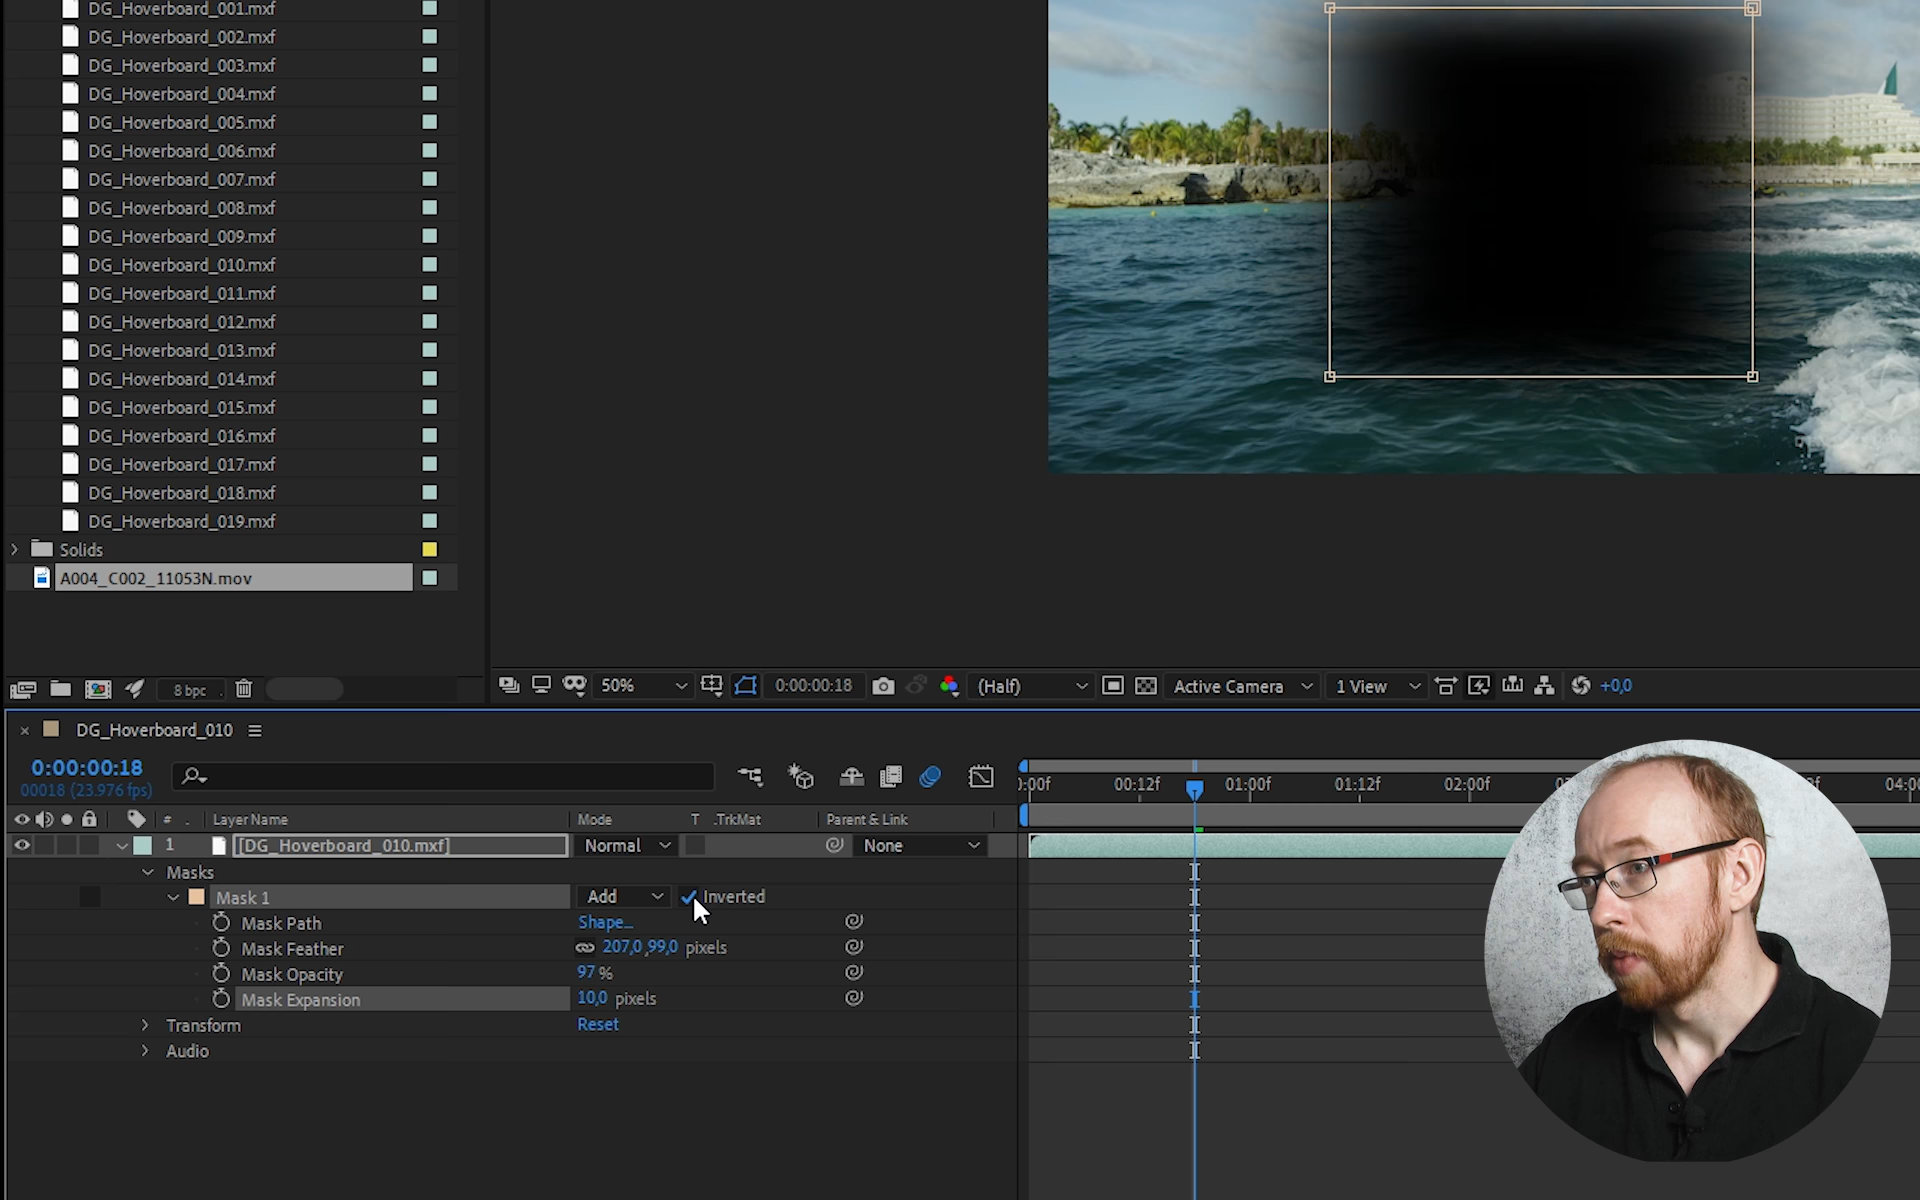 DG_Hoverboard_001.mxf
DG_Hoverboard_002.mxf
DG_Hoverboard_003.mxf
DG_Hoverboard_004.mxf
DG_Hoverboard_005.mxf
DG_Hoverboard_006.mxf
DG_Hoverboard_007.mxf
DG_Hoverboard_008.mxf
DG_Hoverboard_009.mxf
DG_Hoverboard_010.mxf
DG_Hoverboard_011.mxf
DG_Hoverboard_012.mxf
DG_Hoverboard_013.mxf
DG_Hoverboard_014.mxf
DG_Hoverboard_015.mxf
DG_Hoverboard_016.mxf
DG_Hoverboard_017.mxf
DG_Hoverboard_018.mxf
DG_Hoverboard_019.mxf
Solids
A004_C002_11053N.mov
8 bpc
50% 0:00:00:18 (Half) Active Camera 1 View +0,0
DG_Hoverboard_010
0:00:00:18
00018 (23.976 fps)
):00f 00:12f 01:00f 01:12f 02:00f 04:00
# . Layer Name Mode T .TrkMat Parent & Link
1 [DG_Hoverboard_010.mxf] Normal None
Masks
Mask 1 Add Inverted
Mask Path Shape...
Mask Feather 207,0 ,99,0 pixels
Mask Opacity 97 %
Mask Expansion 10,0 pixels
Transform Reset
Audio